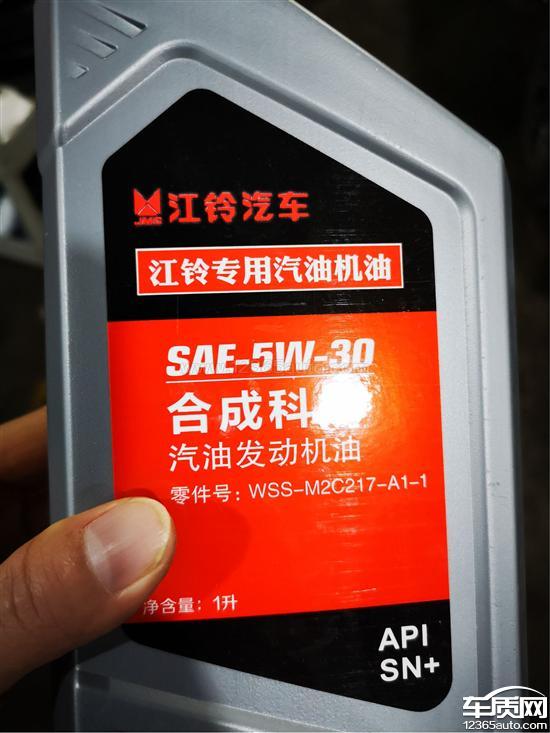 JMC
江铃汽车
江铃专用汽油机油
SAE-5W-30
合成科
汽油发动机油
零件号：WSS-M2C217-A1-1
净含量：1升
API
SN+
车质网
12365auto.com